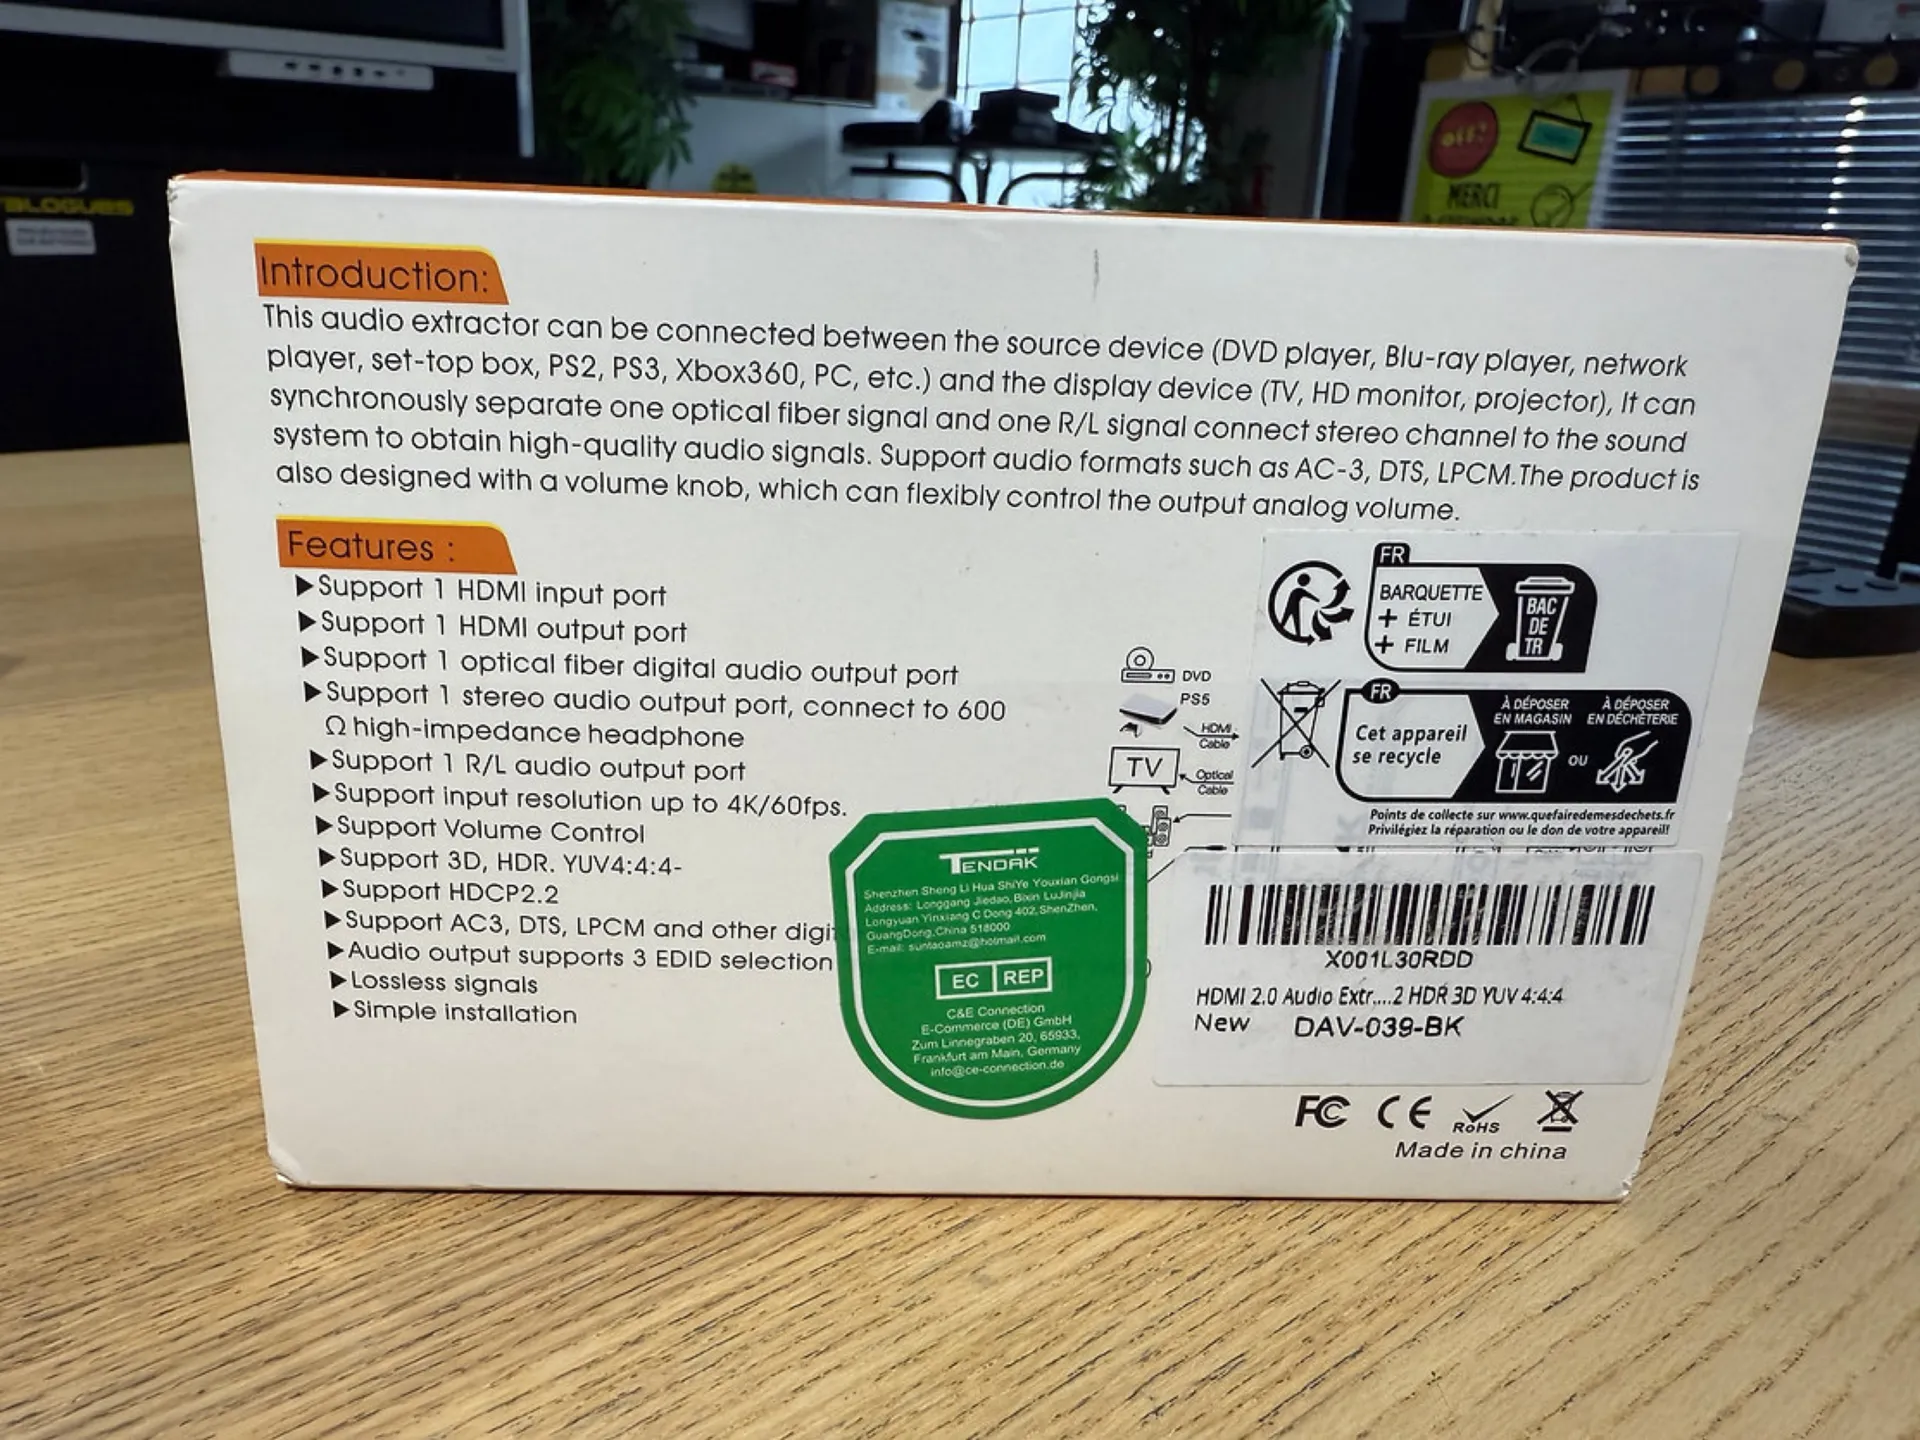 BLOGUES
OFF?
MERCI
Introduction:
This audio extractor can be connected between the source device (DVD player, Blu-ray player, network
player, set-top box, PS2, PS3, Xbox360, PC, etc.) and the display device (TV, HD monitor, projector), It can
synchronously separate one optical fiber signal and one R/L signal connect stereo channel to the sound
system to obtain high-quality audio signals. Support audio formats such as AC-3, DTS, LPCM.The product is
also designed with a volume knob, which can flexibly control the output analog volume.
Features :
▶Support 1 HDMI input port
▶Support 1 HDMI output port
▶Support 1 optical fiber digital audio output port
▶Support 1 stereo audio output port, connect to 600
Ω high-impedance headphone
▶Support 1 R/L audio output port
▶Support input resolution up to 4K/60fps.
▶Support Volume Control
▶Support 3D, HDR. YUV4:4:4-
▶Support HDCP2.2
▶Support AC3, DTS, LPCM and other digit
▶Audio output supports 3 EDID selection
▶Lossless signals
▶Simple installation
DVD
PS5
HDMI
Cable
TV
Optical
Cable
FR
BARQUETTE
+ ÉTUI
+ FILM
BAC
DE
TRI
FR
Cet appareil
se recycle
À DÉPOSER
EN MAGASIN
OU
À DÉPOSER
EN DÉCHÈTERIE
Points de collecte sur www.quefairedemesdechets.fr
Privilégiez la réparation ou le don de votre appareil!
TENDAK
Shenzhen Sheng Li Hua ShiYe Youxian Gongsi
Address: Longgang Jiedao, Bixin LuJinjia
Longyuan Yinxiang C Dong 402, ShenZhen,
GuangDong, China 518000
E-mail: suntaoamz@hotmail.com
EC REP
C&E Connection
E-Commerce (DE) GmbH
Zum Linnegraben 20, 65933,
Frankfurt am Main, Germany
info@ce-connection.de
X001L30RDD
HDMI 2.0 Audio Extr....2 HDR 3D YUV 4:4:4
New DAV-039-BK
FC CE RoHS
Made in china